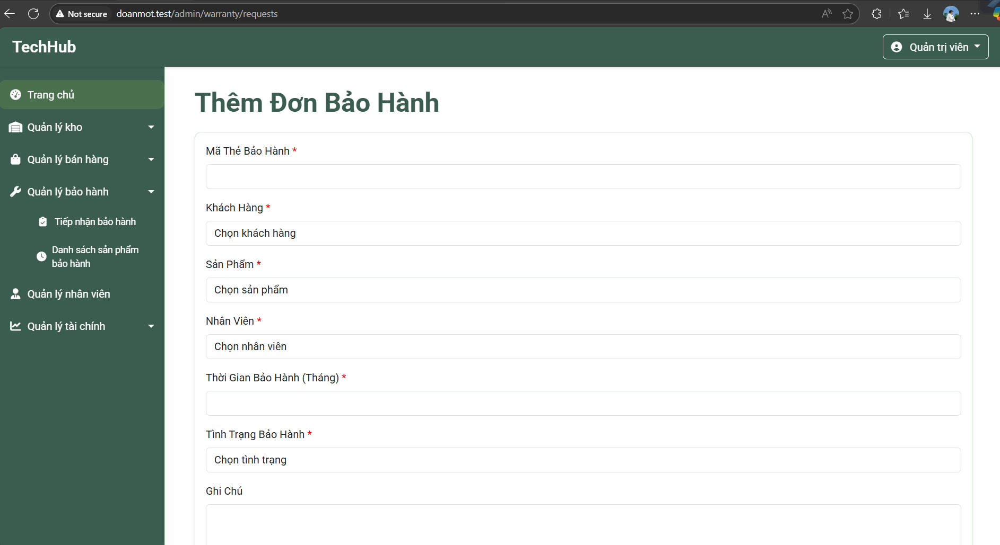 Not secure doanmot.test/admin/warranty/requests
TechHub
Quản trị viên
Trang chủ
Quản lý kho
Quản lý bán hàng
Quản lý bảo hành
Tiếp nhận bảo hành
Danh sách sản phẩm
bảo hành
Quản lý nhân viên
Quản lý tài chính
Thêm Đơn Bảo Hành
Mã Thẻ Bảo Hành *
Khách Hàng *
Chọn khách hàng
Sản Phẩm *
Chọn sản phẩm
Nhân Viên *
Chọn nhân viên
Thời Gian Bảo Hành (Tháng) *
Tình Trạng Bảo Hành *
Chọn tình trạng
Ghi Chú